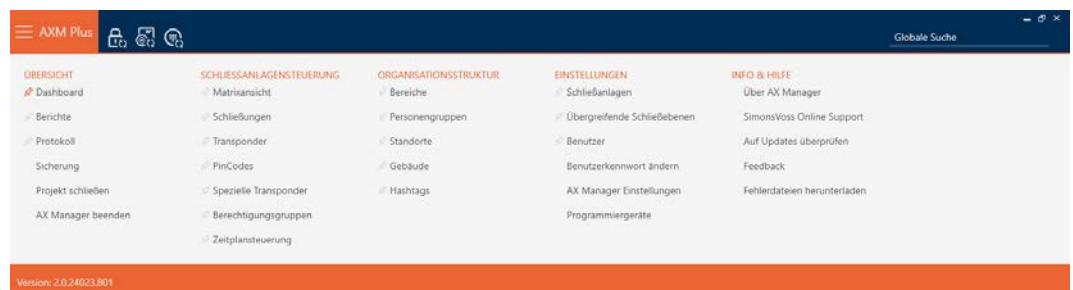 AXM Plus
Globale Suche
ÜBERSICHT
Dashboard
Berichte
Protokoll
Sicherung
Projekt schließen
AX Manager beenden
SCHLIESSANLAGENSTEUERUNG
Matrixansicht
Schließungen
Transponder
PinCodes
Spezielle Transponder
Berechtigungsgruppen
Zeitplansteuerung
ORGANISATIONSSTRUKTUR
Bereiche
Personengruppen
Standorte
Gebäude
Hashtags
EINSTELLUNGEN
Schließanlagen
Übergreifende Schließebenen
Benutzer
Benutzerkennwort ändern
AX Manager Einstellungen
Programmiergeräte
INFO & HILFE
Über AX Manager
SimonsVoss Online Support
Auf Updates überprüfen
Feedback
Fehlerdateien herunterladen
Version: 2.0.24023.801